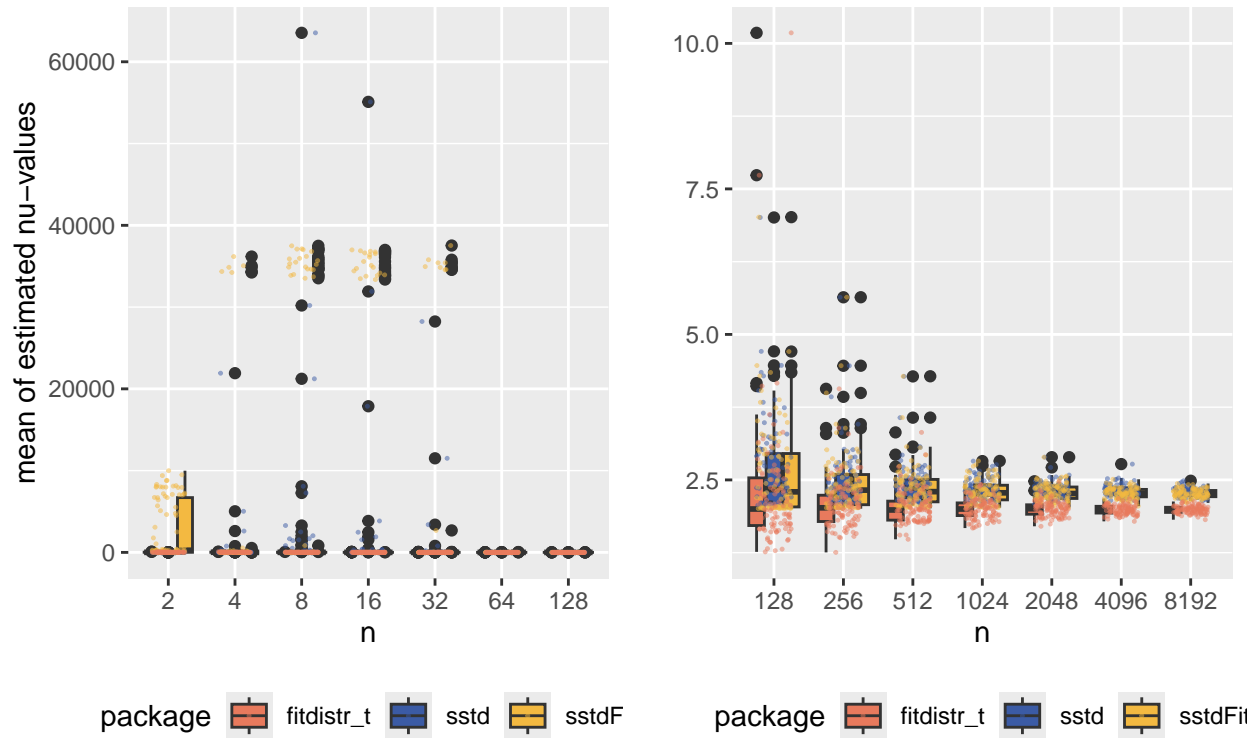 60000
40000
20000
0
mean of estimated nu−values
2 4 8 16 32 64 128
n
package fitdistr_t sstd sstdF
10.0
7.5
5.0
2.5
128 256 512 1024 2048 4096 8192
n
package fitdistr_t sstd sstdFit